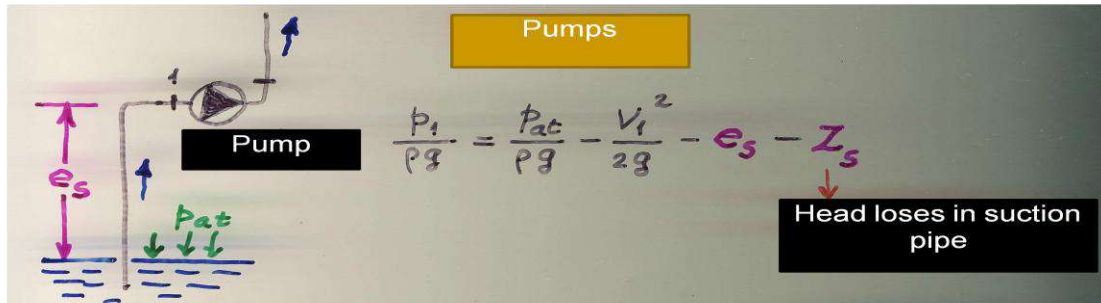 Pumps
1
Pump
p₁/ρg = Pat/ρg - V₁²/2g - es - Zs
es
Pat
Head loses in suction
pipe